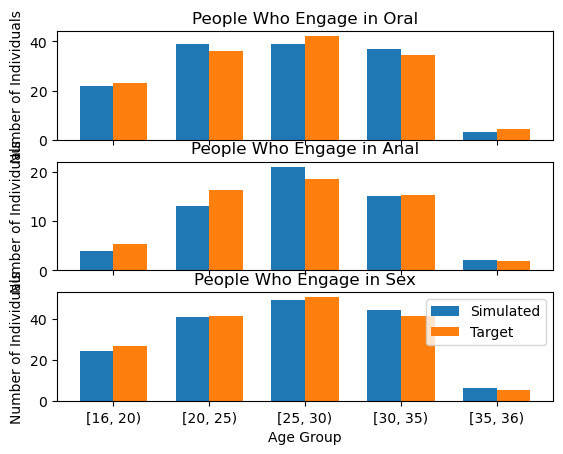 People Who Engage in Oral
Number of Individuals
40
20
0
People Who Engage in Anal
Number of Individuals
20
10
0
People Who Engage in Sex
Number of Individuals
40
20
0
Simulated
Target
[16, 20) [20, 25) [25, 30) [30, 35) [35, 36)
Age Group